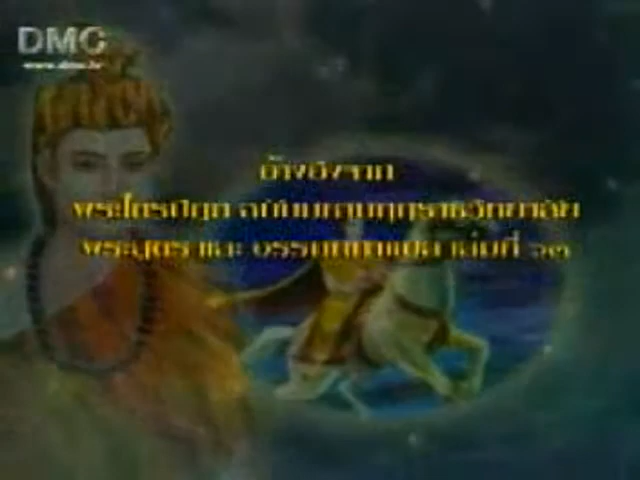 DMC
www.dmc.tv
อ้างอิงจาก
พระไตรปิฎก ฉบับมหามกุฏราชวิทยาลัย
พระสูตร และ อรรถกถาแปล เล่มที่